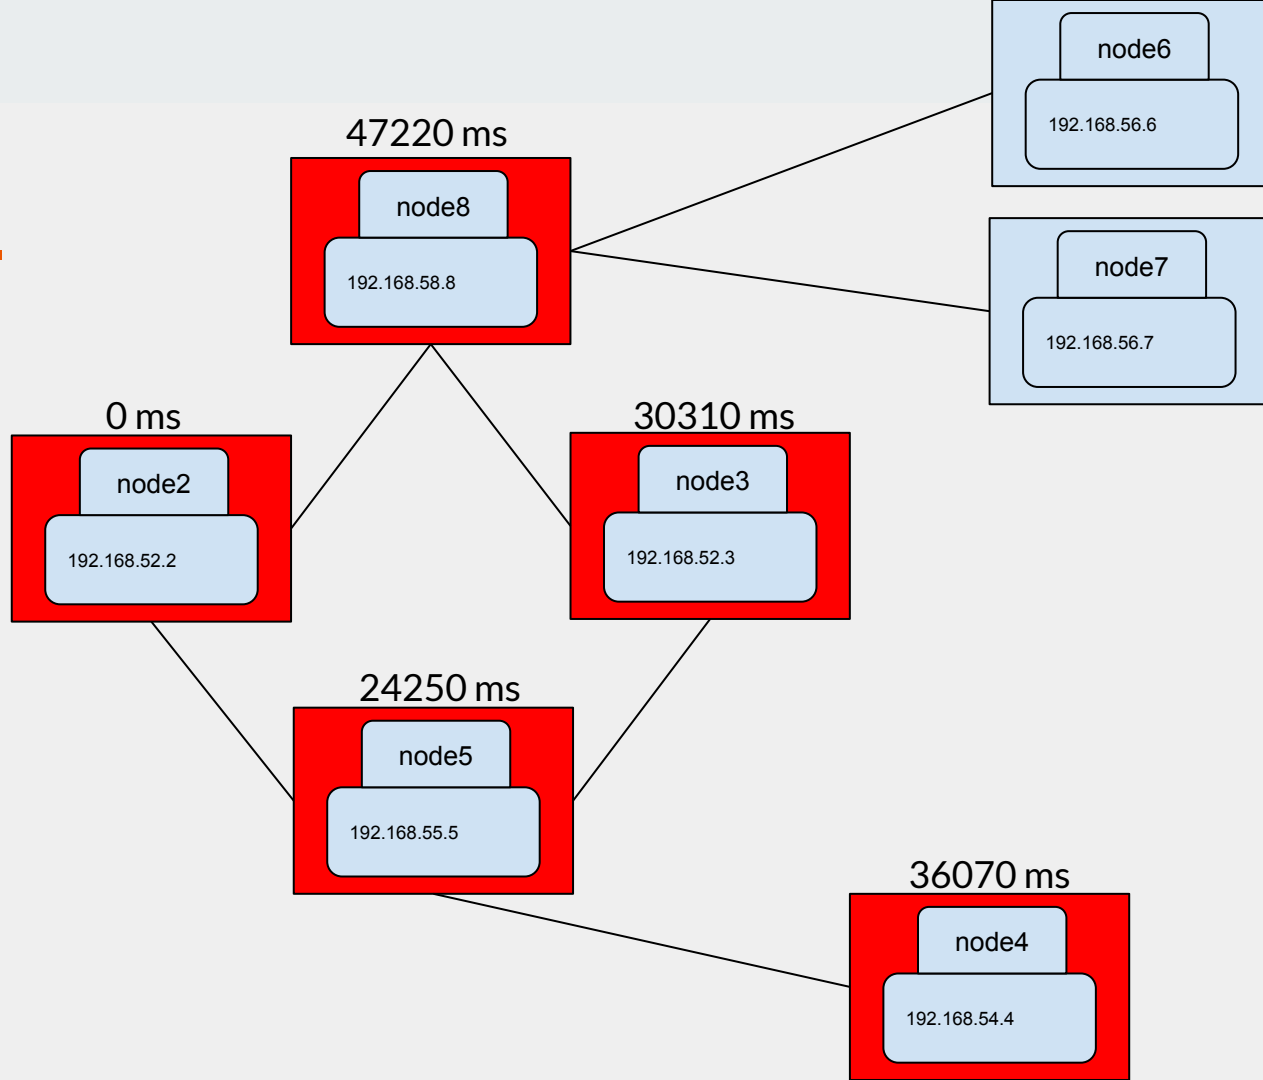 node6
192.168.56.6
47220 ms
node8
192.168.58.8
node7
192.168.56.7
0 ms
node2
192.168.52.2
30310 ms
node3
192.168.52.3
24250 ms
node5
192.168.55.5
36070 ms
node4
192.168.54.4